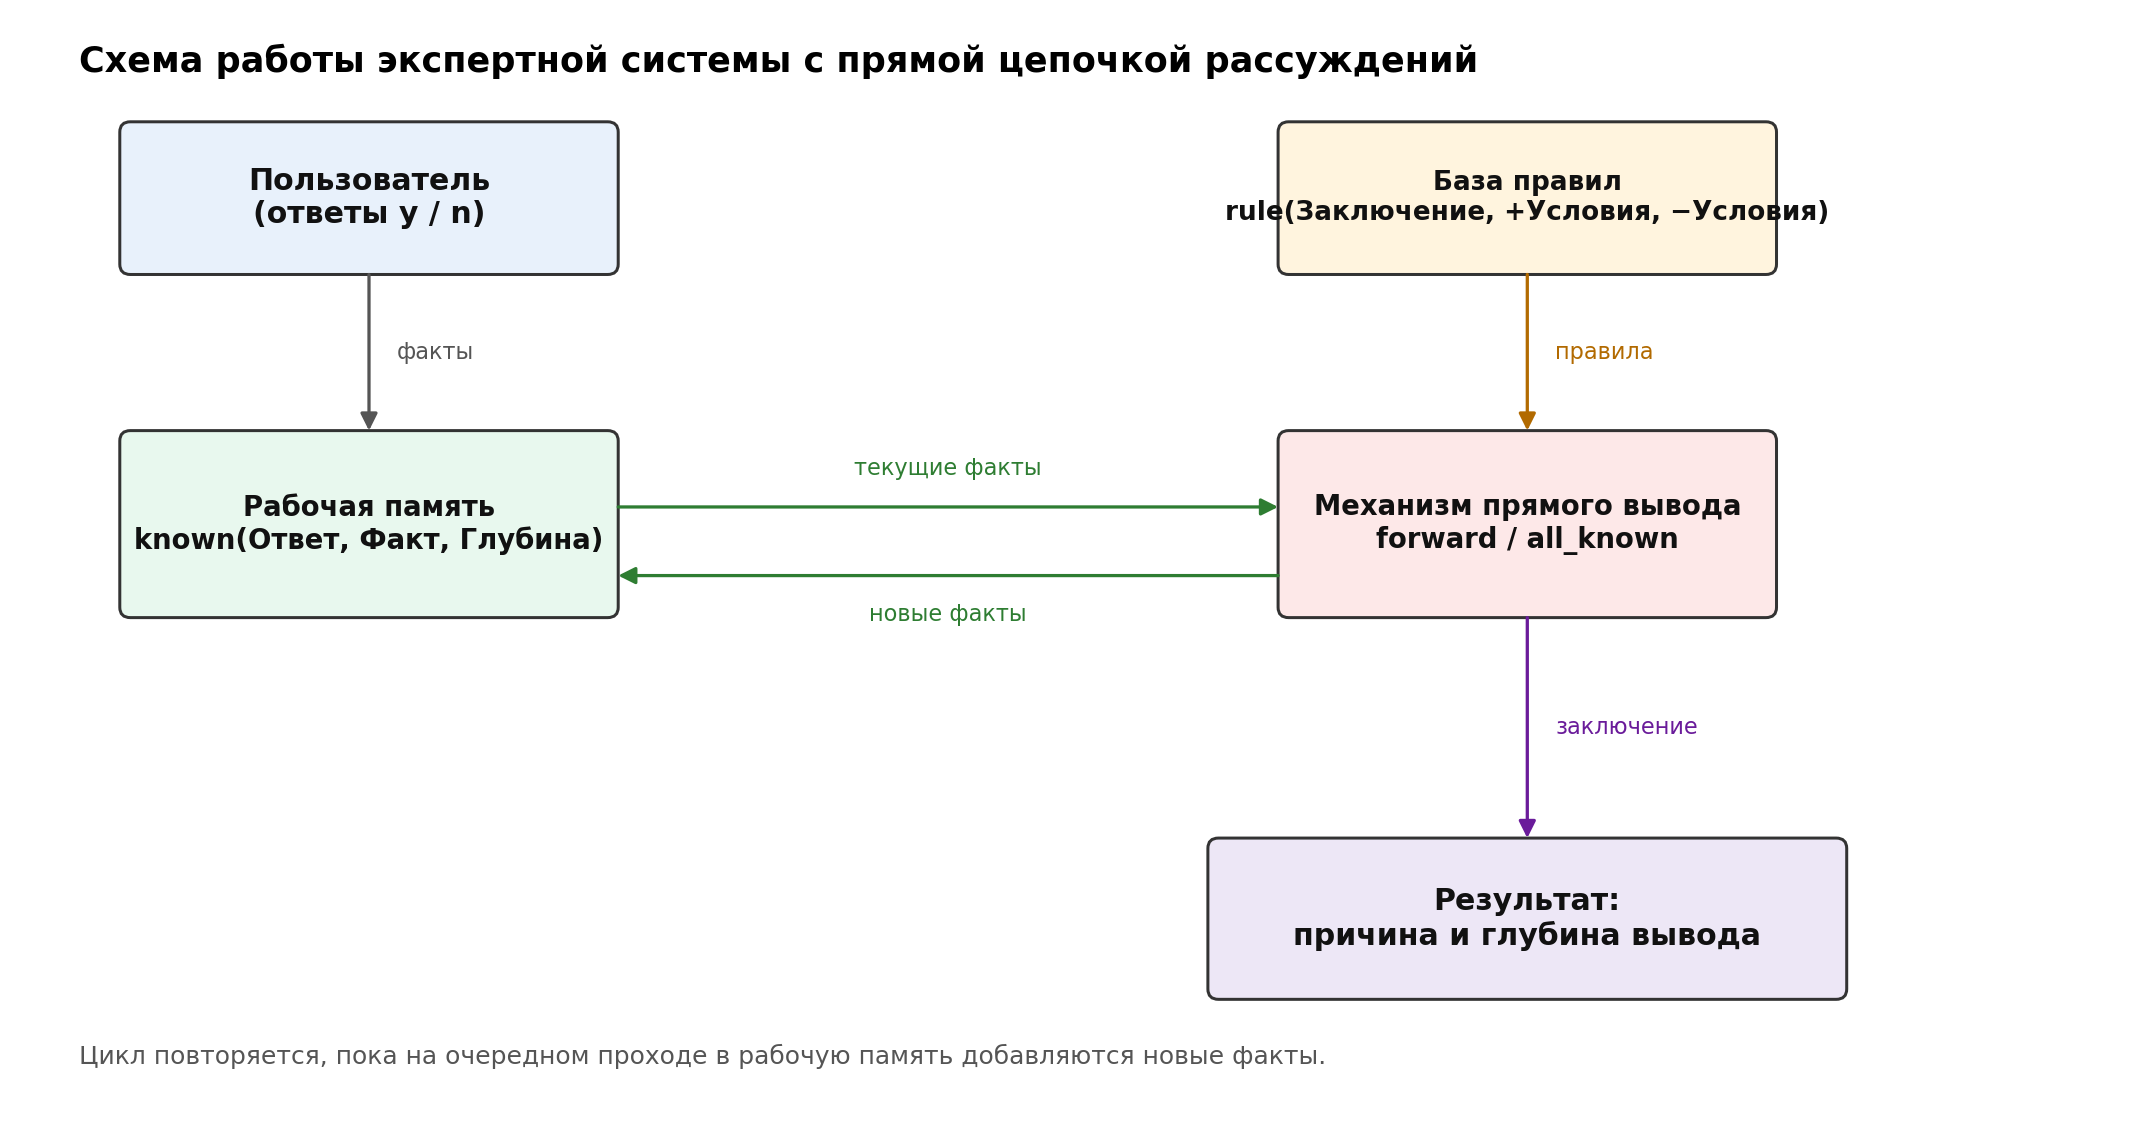 Схема работы экспертной системы с прямой цепочкой рассуждений
Пользователь
(ответы y / n)
База правил
rule(Заключение, +Условия, −Условия)
факты
правила
Рабочая память
known(Ответ, Факт, Глубина)
текущие факты
новые факты
Механизм прямого вывода
forward / all_known
заключение
Результат:
причина и глубина вывода
Цикл повторяется, пока на очередном проходе в рабочую память добавляются новые факты.